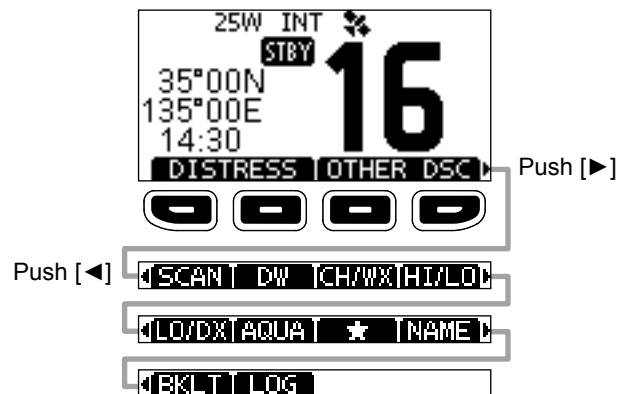 25W INT
STBY
16
35°00N
135°00E
14:30
DISTRESS OTHER DSC
Push [►]
Push [◄]
SCAN DW CH/WX HI/LO
LO/DX AQUA ★ NAME
BKLT LOG